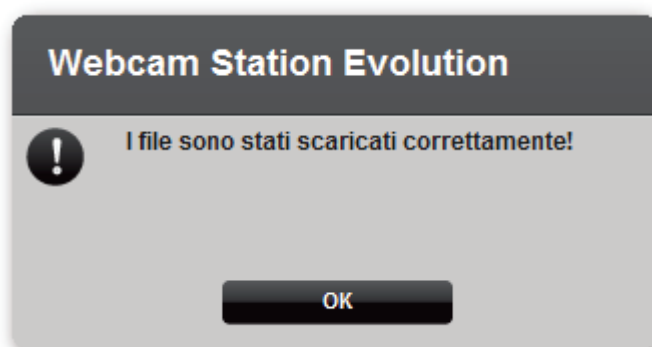 Webcam Station Evolution
I file sono stati scaricati correttamente!
OK